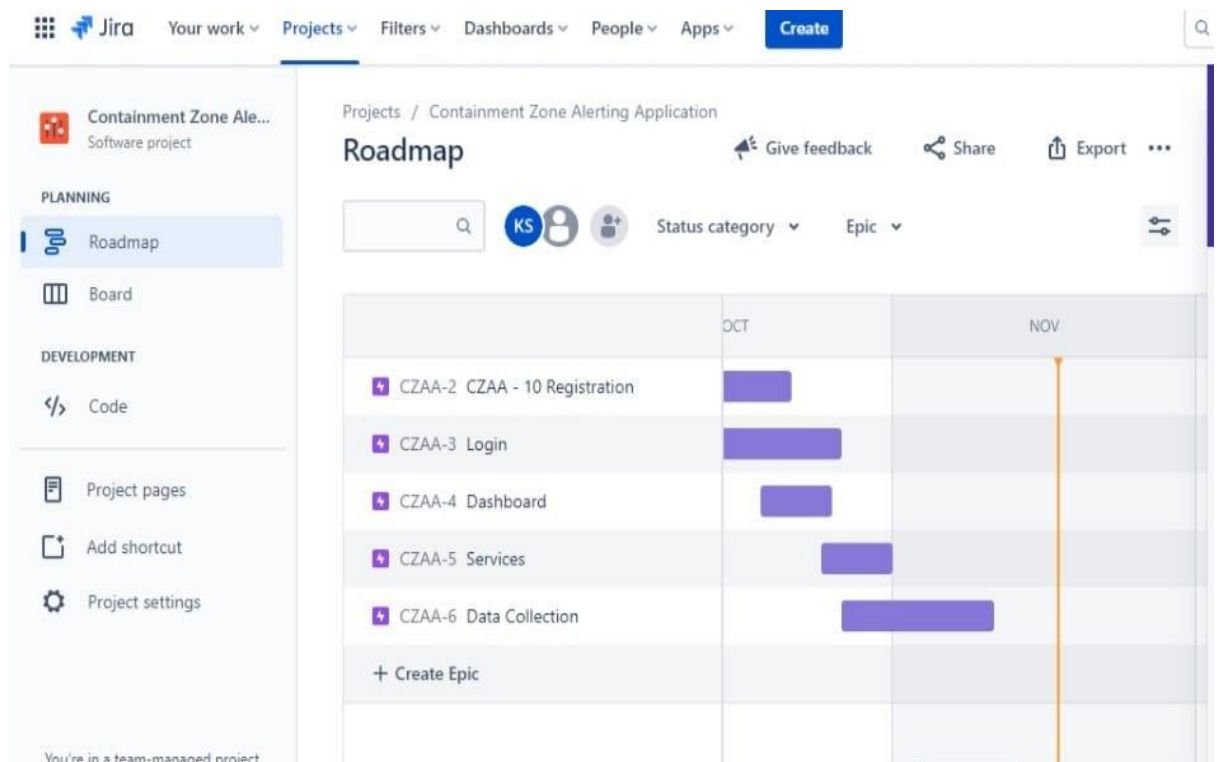 Jira Your work Projects Filters Dashboards People Apps Create
Containment Zone Ale...
Software project
PLANNING
Roadmap
Board
DEVELOPMENT
Code
Project pages
Add shortcut
Project settings
You're in a team-managed project
Projects / Containment Zone Alerting Application
Roadmap
Give feedback Share Export
KS Status category Epic
OCT NOV
CZAA-2 CZAA - 10 Registration
CZAA-3 Login
CZAA-4 Dashboard
CZAA-5 Services
CZAA-6 Data Collection
+ Create Epic